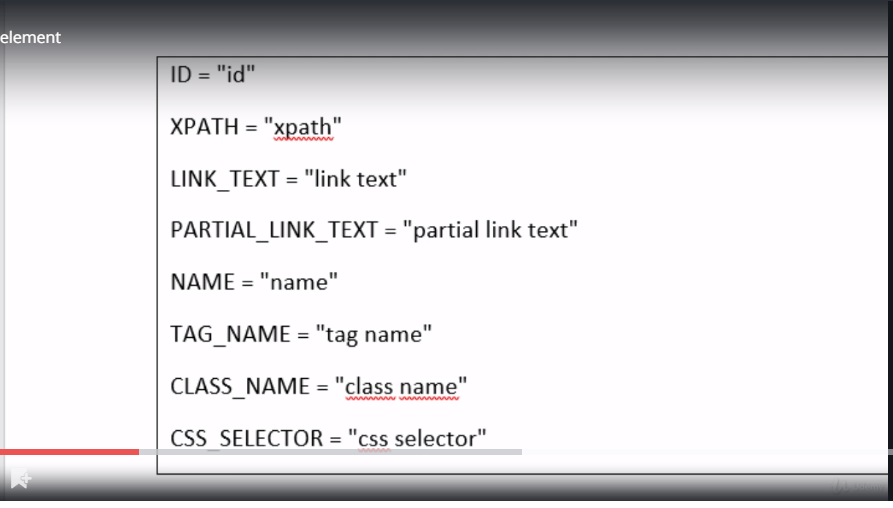 element
ID = "id"
XPATH = "xpath"
LINK_TEXT = "link text"
PARTIAL_LINK_TEXT = "partial link text"
NAME = "name"
TAG_NAME = "tag name"
CLASS_NAME = "class name"
CSS_SELECTOR = "css selector"